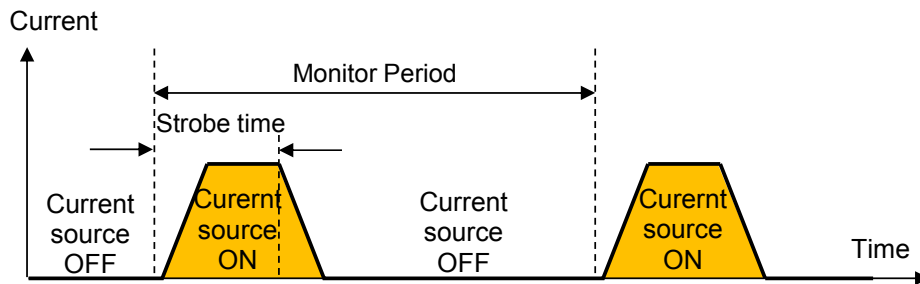 Current
Monitor Period
Strobe time
Current
source
OFF
Curernt
source
ON
Current
source
OFF
Curernt
source
ON
Time